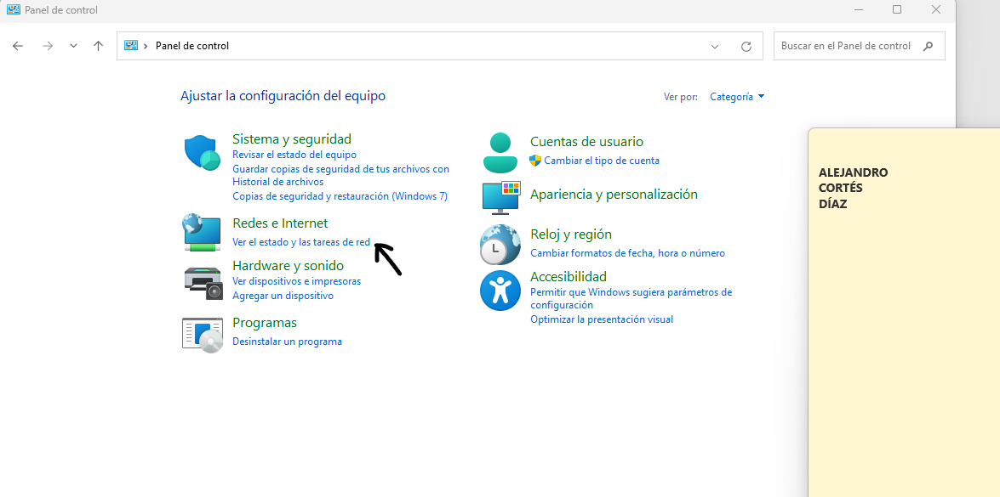 Panel de control
Panel de control
Buscar en el Panel de control
Ajustar la configuración del equipo
Ver por: Categoría
Sistema y seguridad
Revisar el estado del equipo
Guardar copias de seguridad de tus archivos con
Historial de archivos
Copias de seguridad y restauración (Windows 7)
Redes e Internet
Ver el estado y las tareas de red
Hardware y sonido
Ver dispositivos e impresoras
Agregar un dispositivo
Programas
Desinstalar un programa
Cuentas de usuario
Cambiar el tipo de cuenta
Apariencia y personalización
Reloj y región
Cambiar formatos de fecha, hora o número
Accesibilidad
Permitir que Windows sugiera parámetros de
configuración
Optimizar la presentación visual
ALEJANDRO
CORTÉS
DÍAZ